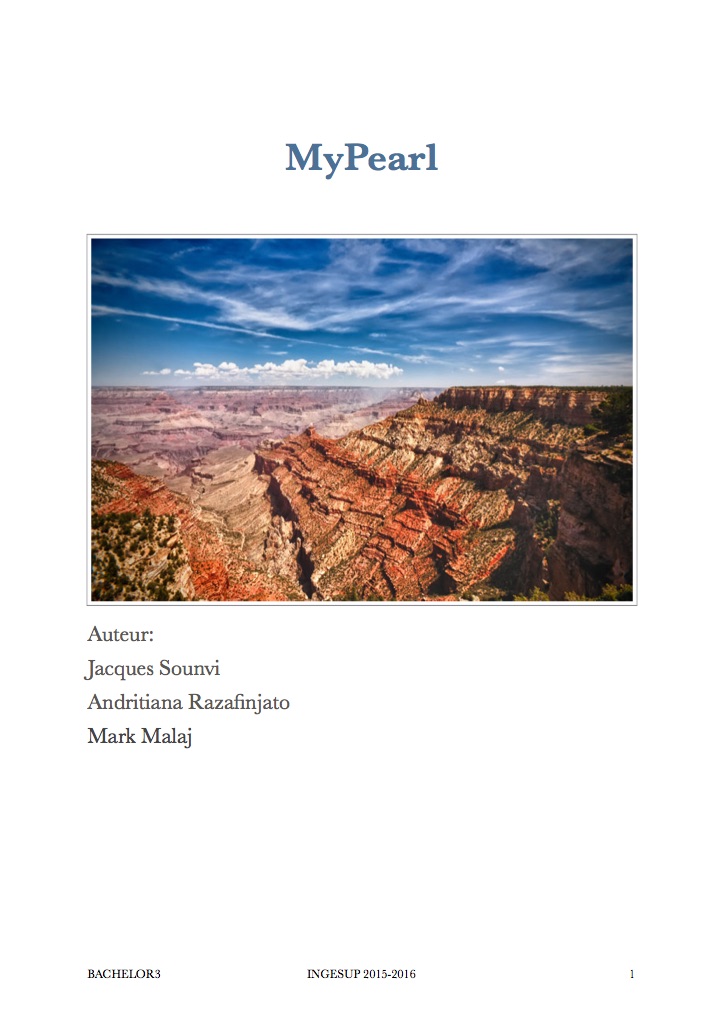 MyPearl
Auteur:
Jacques Sounvi
Andritiana Razafinjato
Mark Malaj
BACHELOR3 INGESUP 2015-2016 1